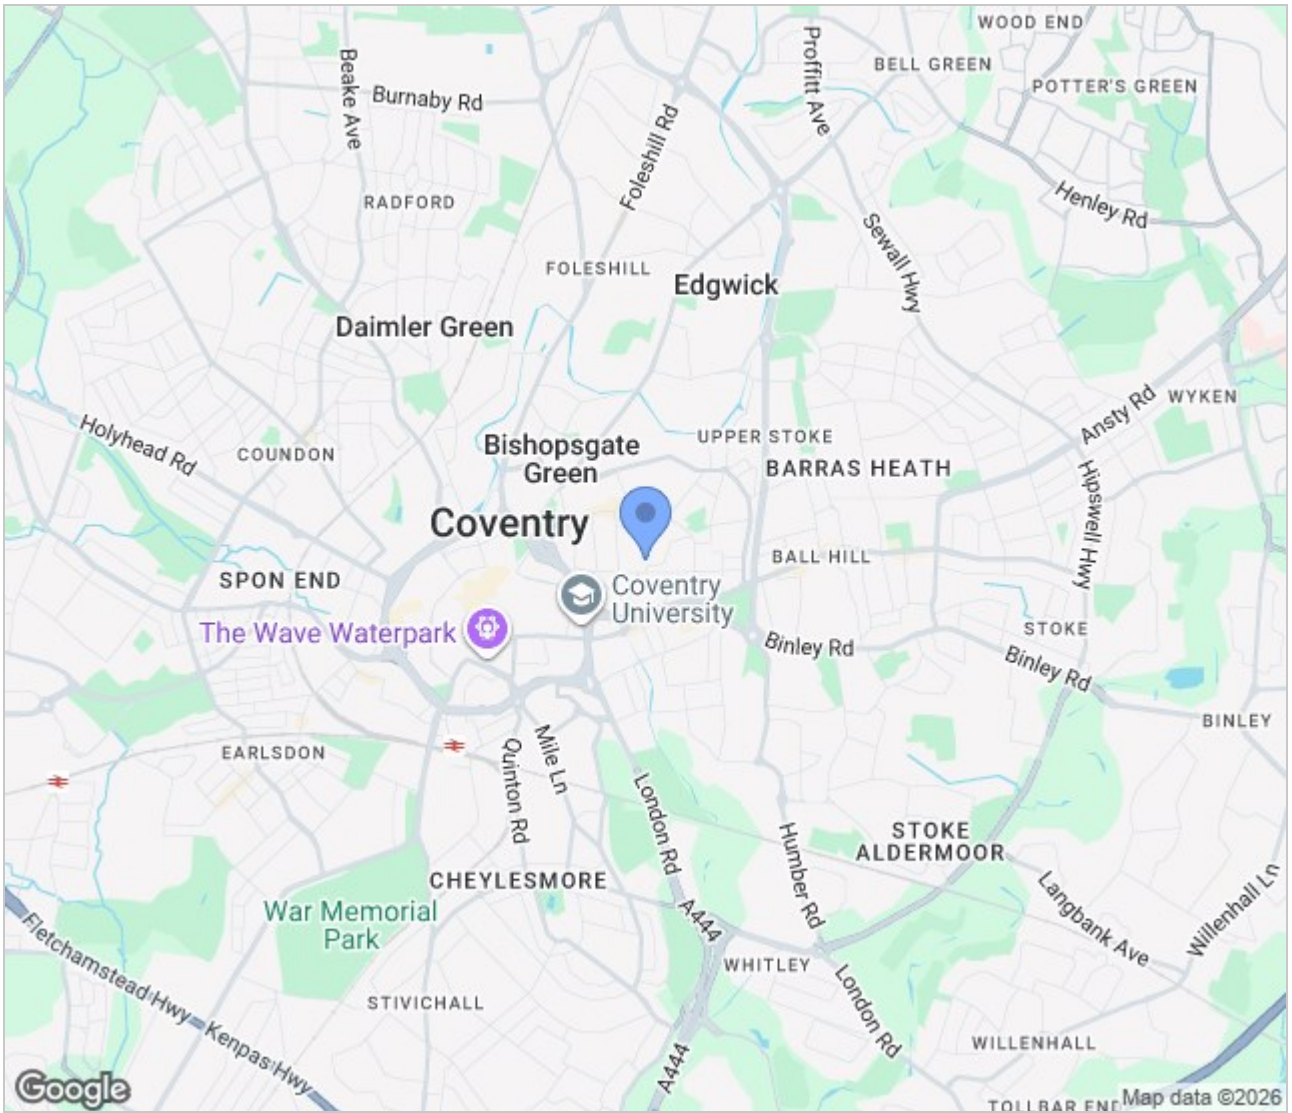 WOOD END
Proffitt Ave
BELL GREEN
Beake Ave
POTTER'S GREEN
Burnaby Rd
Foleshill Rd
RADFORD
Henley Rd
Sewall Hwy
FOLESHILL
Edgwick
Daimler Green
WYKEN
Ansty Rd
Holyhead Rd
COUNDON
Bishopsgate
Green
UPPER STOKE
BARRAS HEATH
Hipswell Hwy
Coventry
BALL HILL
SPON END
Coventry
University
The Wave Waterpark
STOKE
Binley Rd
Binley Rd
BINLEY
EARLSDON
Mile Ln
Quinton Rd
London Rd
STOKE
ALDERMOOR
Humber Rd
CHEYLESMORE
Langbank Ave
Willenhall Ln
War Memorial
Park
A444
Fletchamstead Hwy
WHITLEY
STIVICHALL
London Rd
Kenpas Hwy
WILLENHALL
A444
Google
TOLLBAR END
Map data ©2026